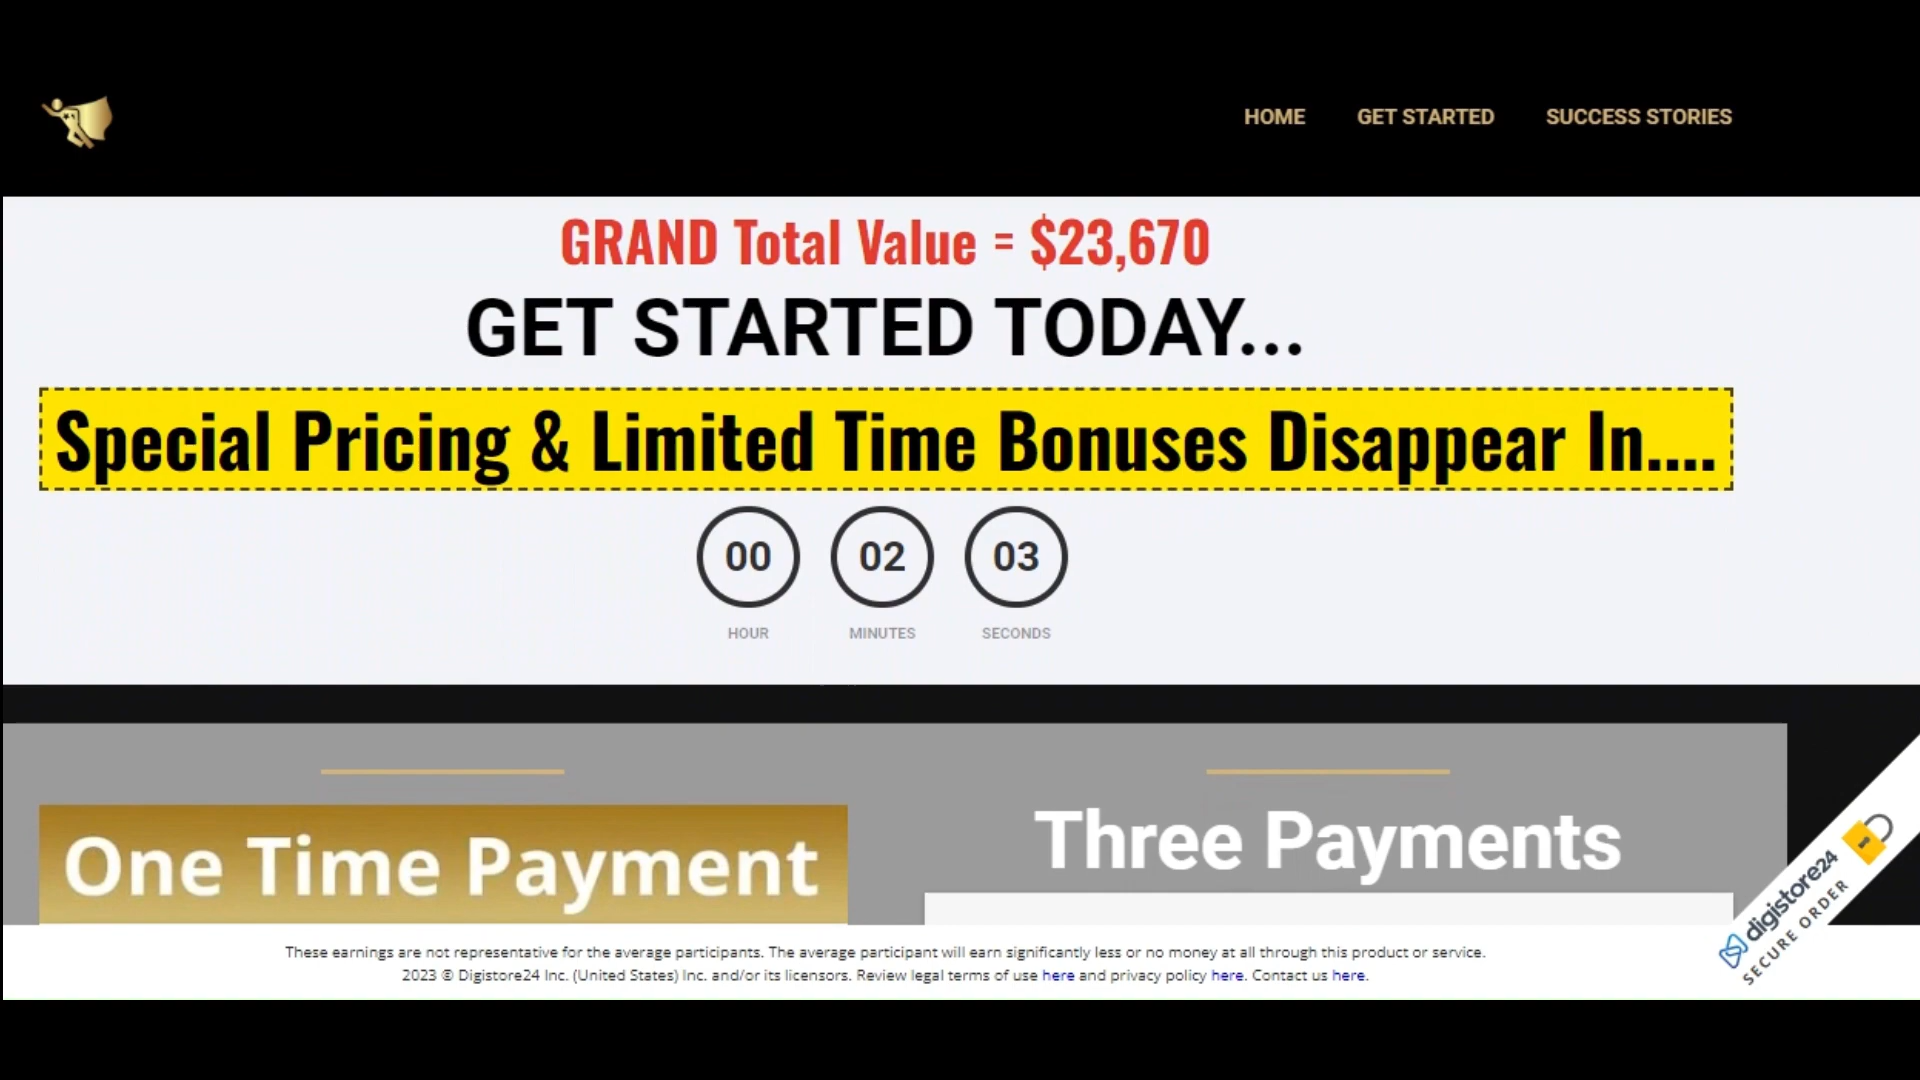 HOME GET STARTED SUCCESS STORIES
GRAND Total Value = $23,670
GET STARTED TODAY...
Special Pricing & Limited Time Bonuses Disappear In....
00 02 03
HOUR MINUTES SECONDS
One Time Payment
Three Payments
digistore24
SECURE ORDER
These earnings are not representative for the average participants. The average participant will earn significantly less or no money at all through this product or service.
2023 © Digistore24 Inc. (United States) Inc. and/or its licensors. Review legal terms of use here and privacy policy here. Contact us here.